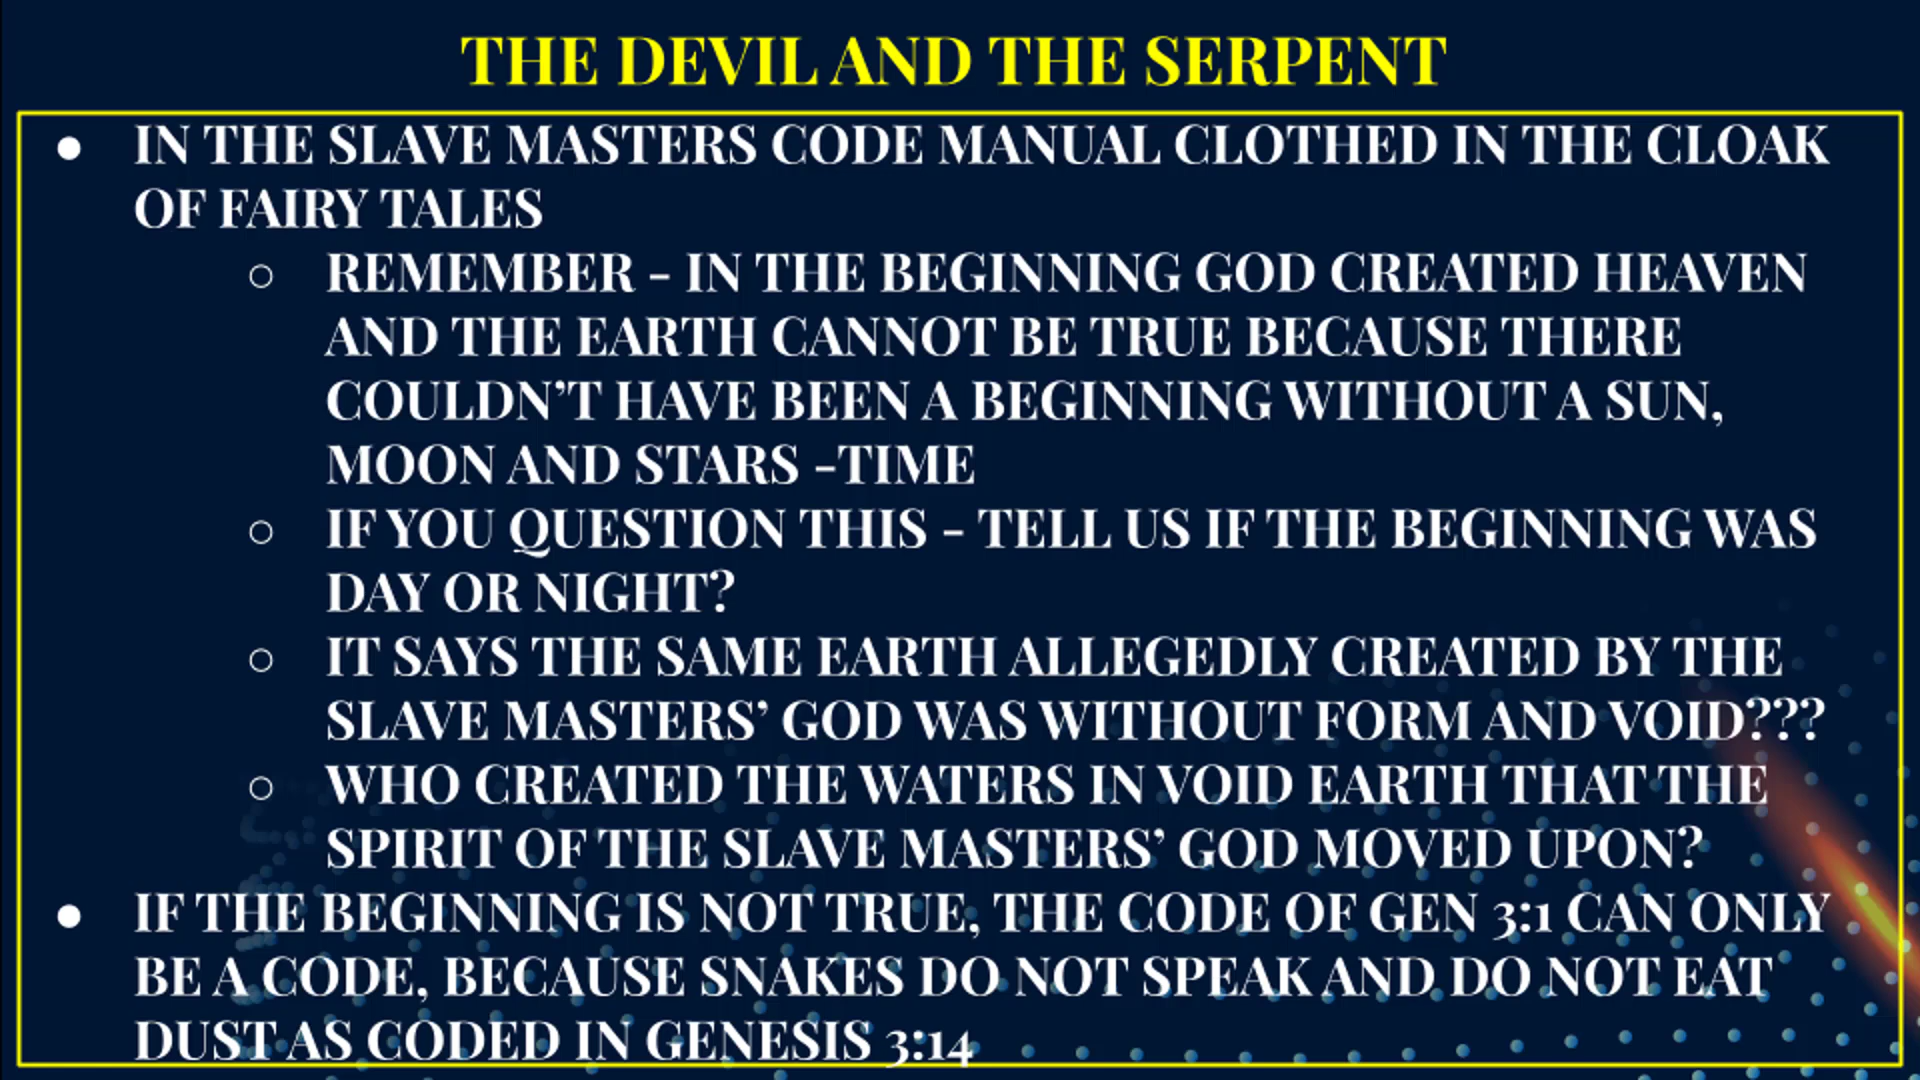 THE DEVIL AND THE SERPENT
● IN THE SLAVE MASTERS CODE MANUAL CLOTHED IN THE CLOAK
OF FAIRY TALES
○ REMEMBER - IN THE BEGINNING GOD CREATED HEAVEN
AND THE EARTH CANNOT BE TRUE BECAUSE THERE
COULDN’T HAVE BEEN A BEGINNING WITHOUT A SUN,
MOON AND STARS -TIME
○ IF YOU QUESTION THIS - TELL US IF THE BEGINNING WAS
DAY OR NIGHT?
○ IT SAYS THE SAME EARTH ALLEGEDLY CREATED BY THE
SLAVE MASTERS’ GOD WAS WITHOUT FORM AND VOID???
○ WHO CREATED THE WATERS IN VOID EARTH THAT THE
SPIRIT OF THE SLAVE MASTERS’ GOD MOVED UPON?
● IF THE BEGINNING IS NOT TRUE, THE CODE OF GEN 3:1 CAN ONLY
BE A CODE, BECAUSE SNAKES DO NOT SPEAK AND DO NOT EAT
DUST AS CODED IN GENESIS 3:14